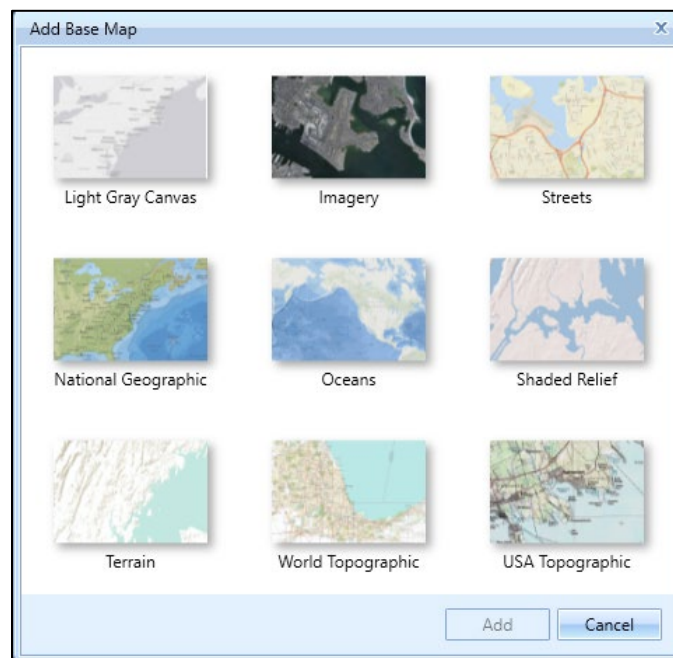 Add Base Map
Light Gray Canvas
Imagery
Streets
National Geographic
Oceans
Shaded Relief
Terrain
World Topographic
USA Topographic
Add
Cancel